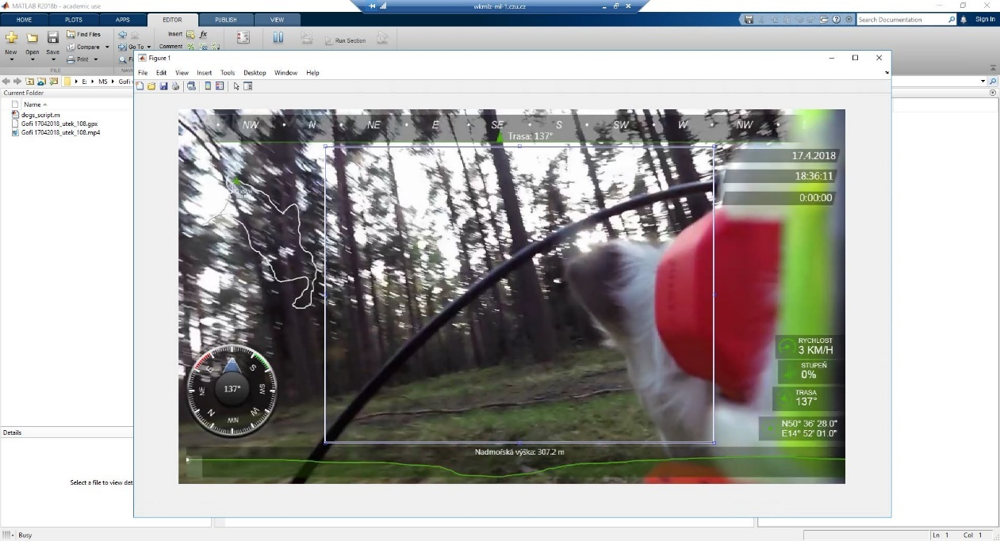 MATLAB R2018b - academic use
wkmlz-ml-1.czu.cz
HOME PLOTS APPS EDITOR PUBLISH VIEW
Search Documentation
Sign In
Find Files
Insert fx
Compare
Go To
Comment
Run Section
New Open Save
Print
FILE
E: MS
Current Folder
Name
dogs_script.m
Gofi 17042018_utek_108.gpx
Gofi 17042018_utek_108.mp4
Details
Select a file to view det
Figure 1
File Edit View Insert Tools Desktop Window Help
NW N NE E SE S SW W NW
Trasa: 137°
17.4.2018
18:36:11
0:00:00
137°
RYCHLOST
3 KM/H
STUPEŇ
0%
TRASA
137°
N50° 36' 28.0"
E14° 52' 01.0"
Nadmořská výška: 307.2 m
Busy
Ln 1 Col 1